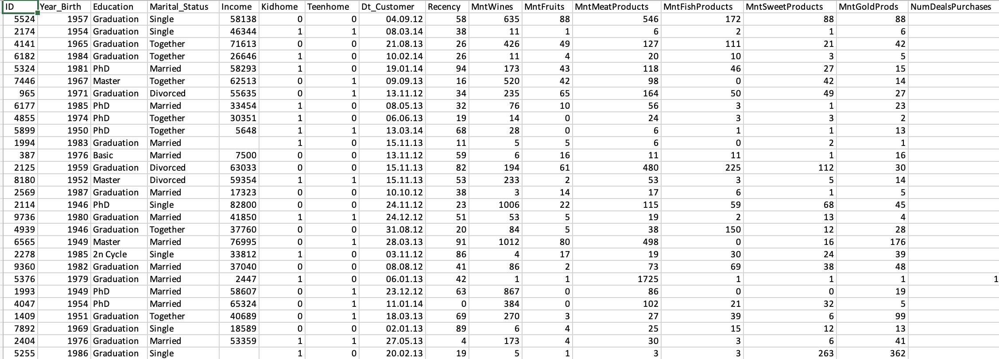 ID Year_Birth Education Marital_Status Income Kidhome Teenhome Dt_Customer Recency MntWines MntFruits MntMeatProducts MntFishProducts MntSweetProducts MntGoldProds NumDealsPurchases
5524 1957 Graduation Single 58138 0 0 04.09.12 58 635 88 546 172 88 88
2174 1954 Graduation Single 46344 1 1 08.03.14 38 11 1 6 2 1 6
4141 1965 Graduation Together 71613 0 0 21.08.13 26 426 49 127 111 21 42
6182 1984 Graduation Together 26646 1 0 10.02.14 26 11 4 20 10 3 5
5324 1981 PhD Married 58293 1 0 19.01.14 94 173 43 118 46 27 15
7446 1967 Master Together 62513 0 1 09.09.13 16 520 42 98 0 42 14
965 1971 Graduation Divorced 55635 0 1 13.11.12 34 235 65 164 50 49 27
6177 1985 PhD Married 33454 1 0 08.05.13 32 76 10 56 3 1 23
4855 1974 PhD Together 30351 1 0 06.06.13 19 14 0 24 3 3 2
5899 1950 PhD Together 5648 1 1 13.03.14 68 28 0 6 1 1 13
1994 1983 Graduation Married 1 0 15.11.13 11 5 5 6 0 2 1
387 1976 Basic Married 7500 0 0 13.11.12 59 6 16 11 11 1 16
2125 1959 Graduation Divorced 63033 0 0 15.11.13 82 194 61 480 225 112 30
8180 1952 Master Divorced 59354 1 1 15.11.13 53 233 2 53 3 5 14
2569 1987 Graduation Married 17323 0 0 10.10.12 38 3 14 17 6 1 5
2114 1946 PhD Single 82800 0 0 24.11.12 23 1006 22 115 59 68 45
9736 1980 Graduation Married 41850 1 1 24.12.12 51 53 5 19 2 13 4
4939 1946 Graduation Together 37760 0 0 31.08.12 20 84 5 38 150 12 28
6565 1949 Master Married 76995 0 1 28.03.13 91 1012 80 498 0 16 176
2278 1985 2n Cycle Single 33812 1 0 03.11.12 86 4 17 19 30 24 39
9360 1982 Graduation Married 37040 0 0 08.08.12 41 86 2 73 69 38 48
5376 1979 Graduation Married 2447 1 0 06.01.13 42 1 1 1725 1 1 1 1
1993 1949 PhD Married 58607 0 1 23.12.12 63 867 0 86 0 0 19
4047 1954 PhD Married 65324 0 1 11.01.14 0 384 0 102 21 32 5
1409 1951 Graduation Together 40689 0 1 18.03.13 69 270 3 27 39 6 99
7892 1969 Graduation Single 18589 0 0 02.01.13 89 6 4 25 15 12 13
2404 1976 Graduation Married 53359 1 1 27.05.13 4 173 4 30 3 6 41
5255 1986 Graduation Single 1 0 20.02.13 19 5 1 3 3 263 362